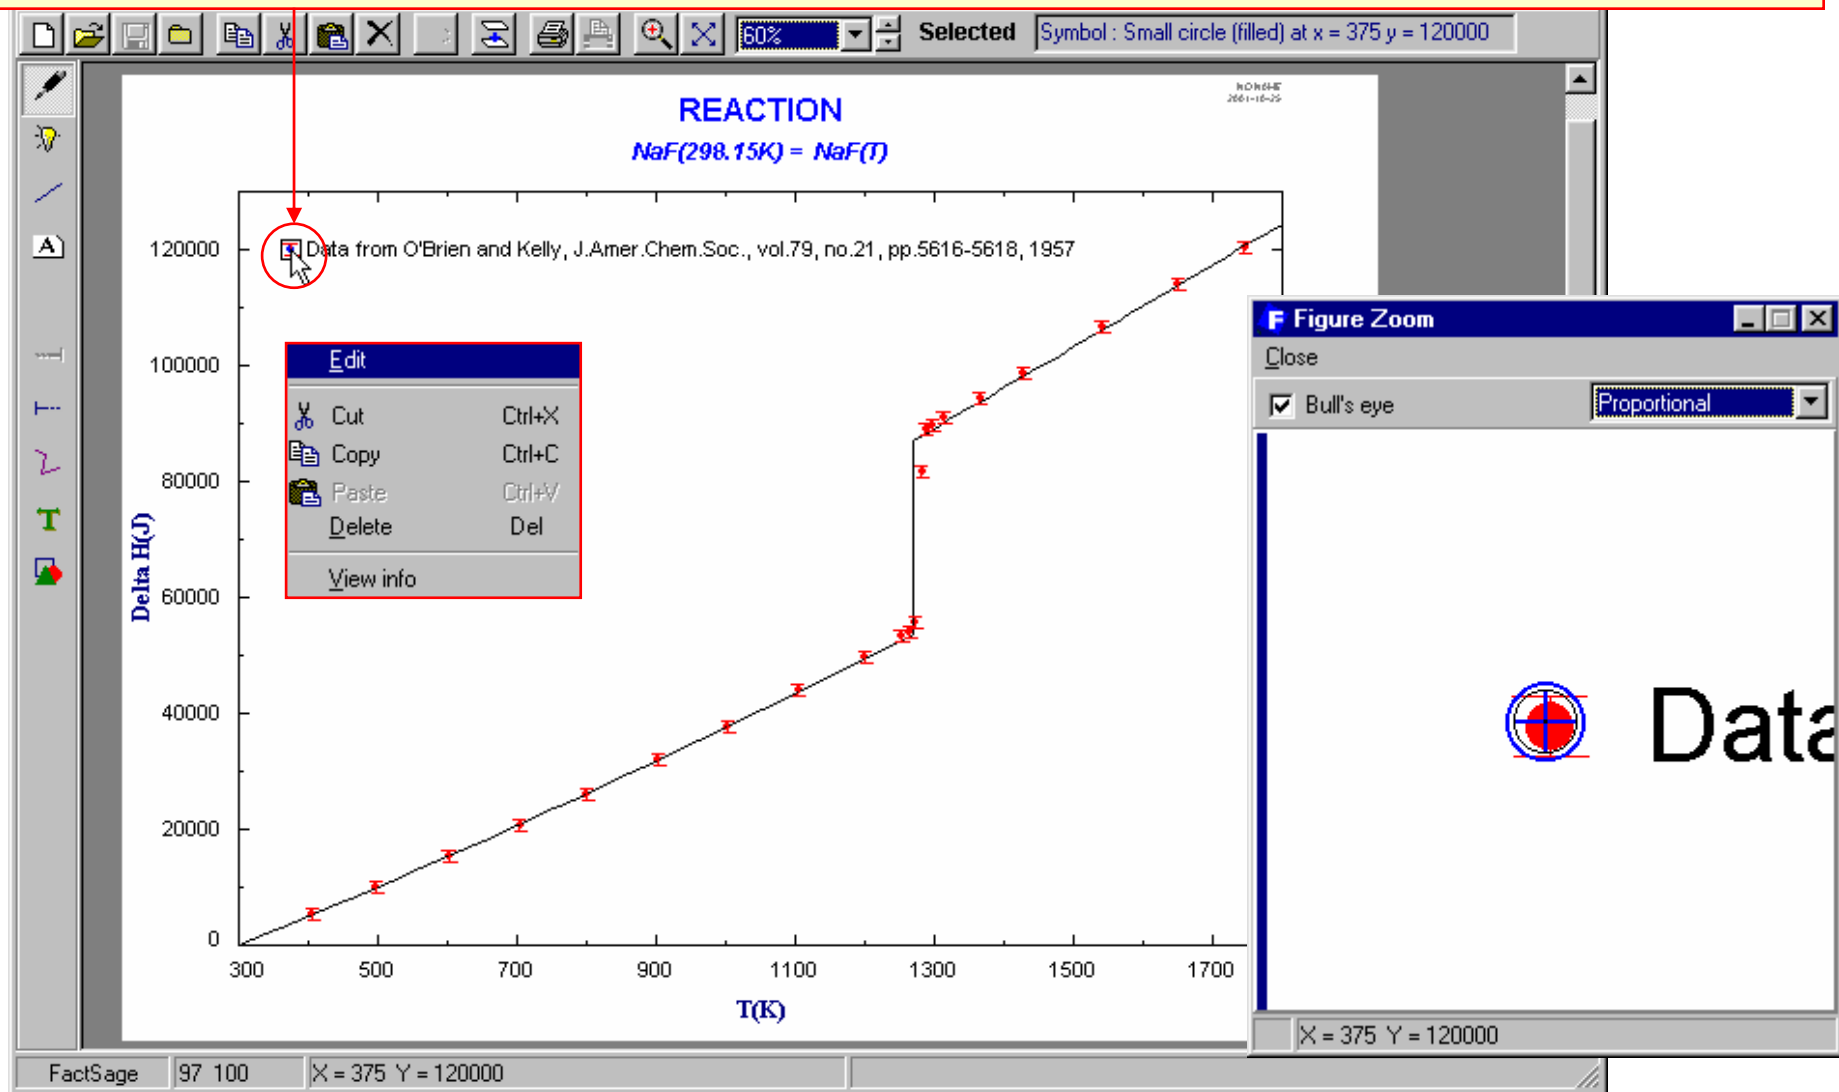 60%
Selected
Symbol : Small circle (filled) at x = 375 y = 120000
REACTION
2001-10-25
NaF(298.15K) = NaF(T)
A
T
120000
Data from O'Brien and Kelly, J.Amer.Chem.Soc., vol.79, no.21, pp.5616-5618, 1957
100000
80000
60000
40000
20000
0
Delta H(J)
300 500 700 900 1100 1300 1500 1700
T(K)
Edit
Cut Ctrl+X
Copy Ctrl+C
Paste Ctrl+V
Delete Del
View info
F Figure Zoom
Close
Bull's eye Proportional
Data
X = 375 Y = 120000
FactSage 97 100 X = 375 Y = 120000